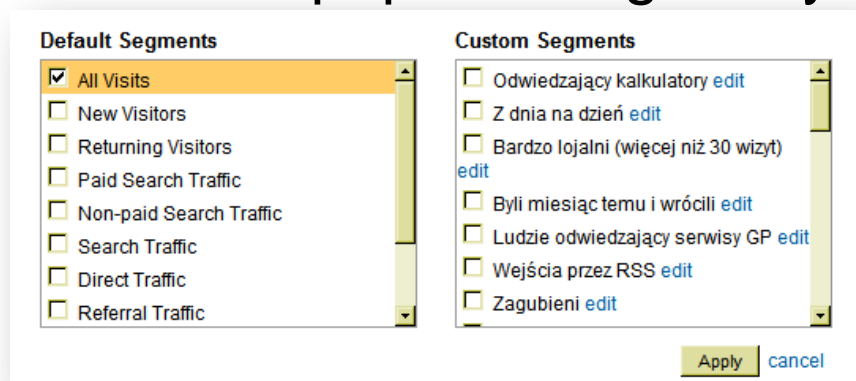 Default Segments
All Visits
New Visitors
Returning Visitors
Paid Search Traffic
Non-paid Search Traffic
Search Traffic
Direct Traffic
Referral Traffic
Custom Segments
Odwiedzający kalkulatory edit
Z dnia na dzień edit
Bardzo lojalni (więcej niż 30 wizyt)
edit
Byli miesiąc temu i wrócili edit
Ludzie odwiedzający serwisy GP edit
Wejścia przez RSS edit
Zagubieni edit
Apply cancel